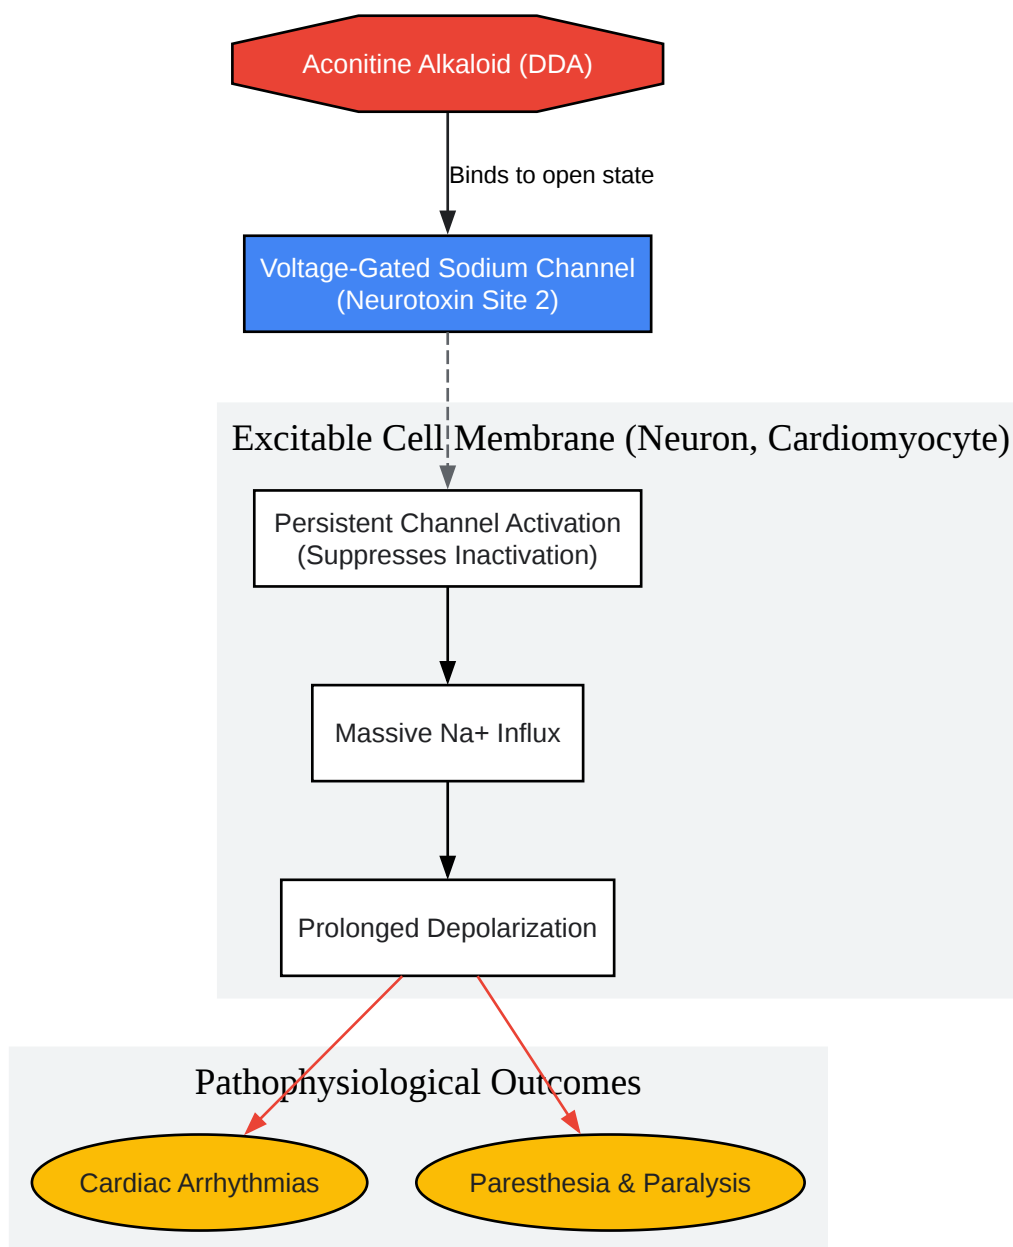 Aconitine Alkaloid (DDA)
Binds to open state
Voltage-Gated Sodium Channel
(Neurotoxin Site 2)
Excitable Cell Membrane (Neuron, Cardiomyocyte)
Persistent Channel Activation
(Suppresses Inactivation)
Massive Na+ Influx
Prolonged Depolarization
Pathophysiological Outcomes
Cardiac Arrhythmias
Paresthesia & Paralysis